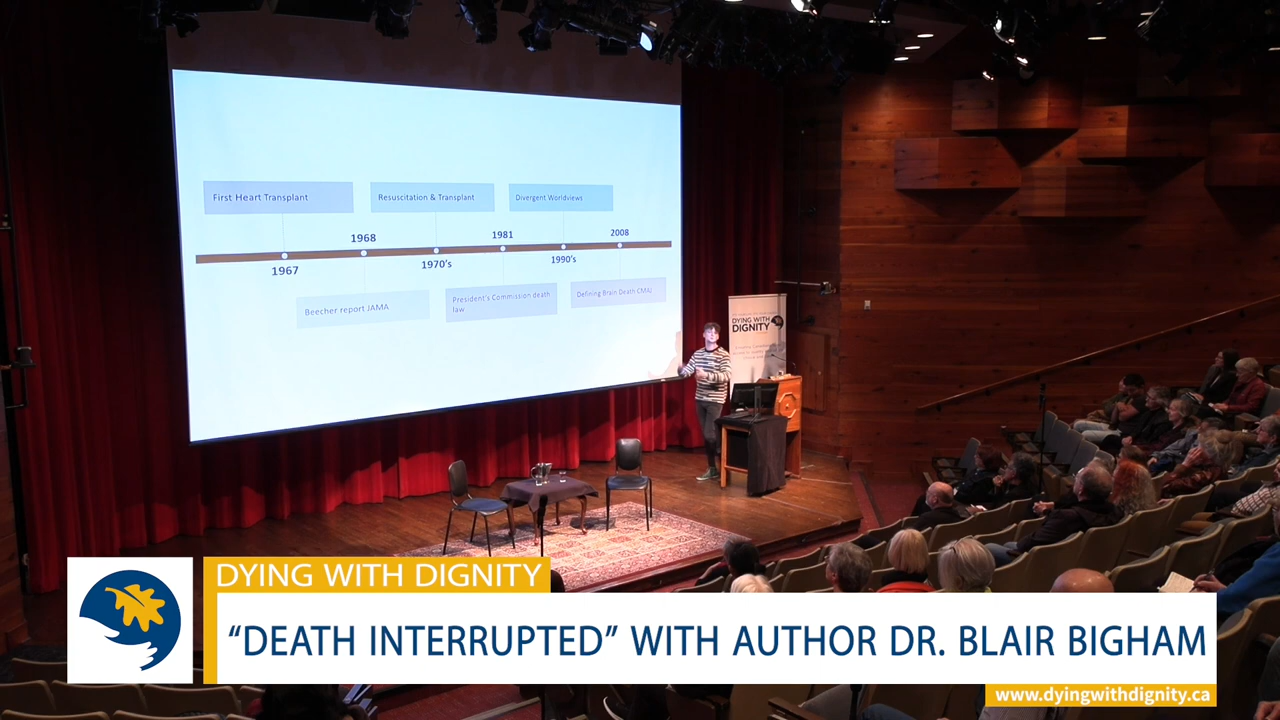 First Heart Transplant
Resuscitation & Transplant
Divergent Worldviews
1968
1981
2008
1967
1970's
1990's
Beecher report JAMA
President's Commission death
law
Defining Brain Death CMAJ
DYING WITH
DIGNITY
DYING WITH DIGNITY
“DEATH INTERRUPTED” WITH AUTHOR DR. BLAIR BIGHAM
www.dyingwithdignity.ca